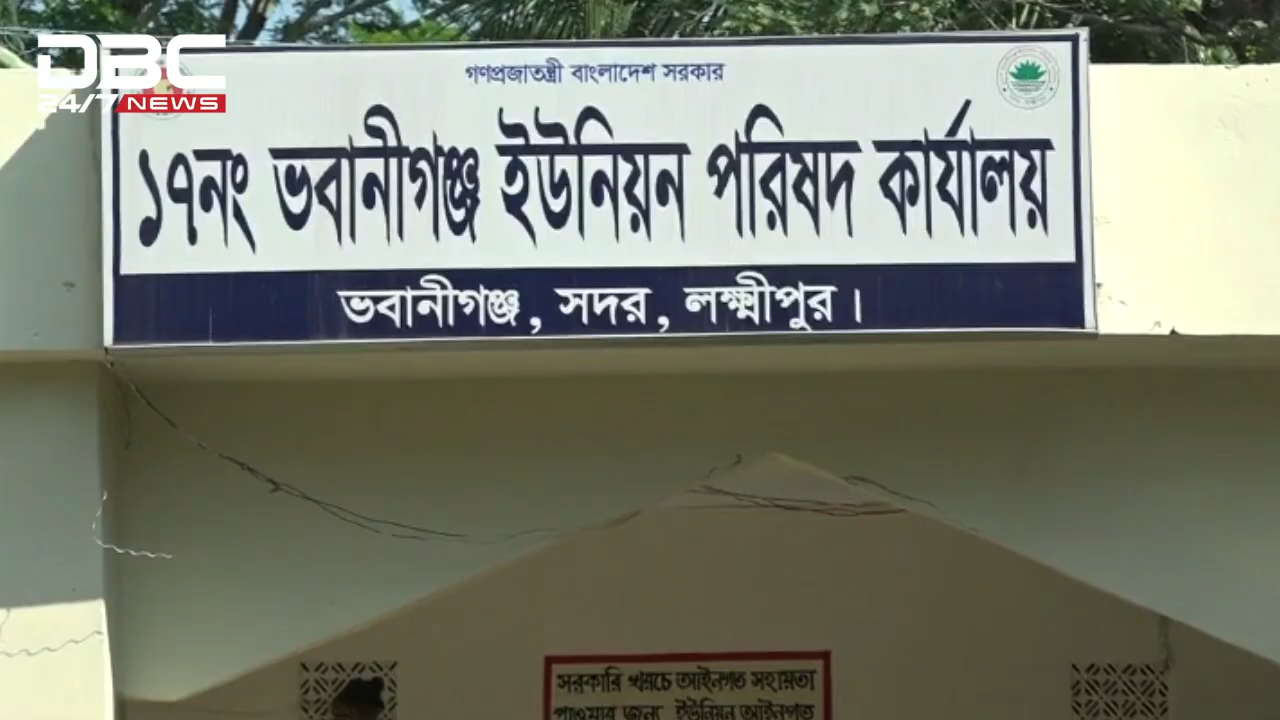 DBC
24/7 NEWS
গণপ্রজাতন্ত্রী বাংলাদেশ সরকার
১৭নং ভবানীগঞ্জ ইউনিয়ন পরিষদ কার্যালয়
ভবানীগঞ্জ, সদর, লক্ষ্মীপুর।
সরকারি খরচে আইনগত সহায়তা
পাওয়ার জন্য ইউনিয়ন আইনগত